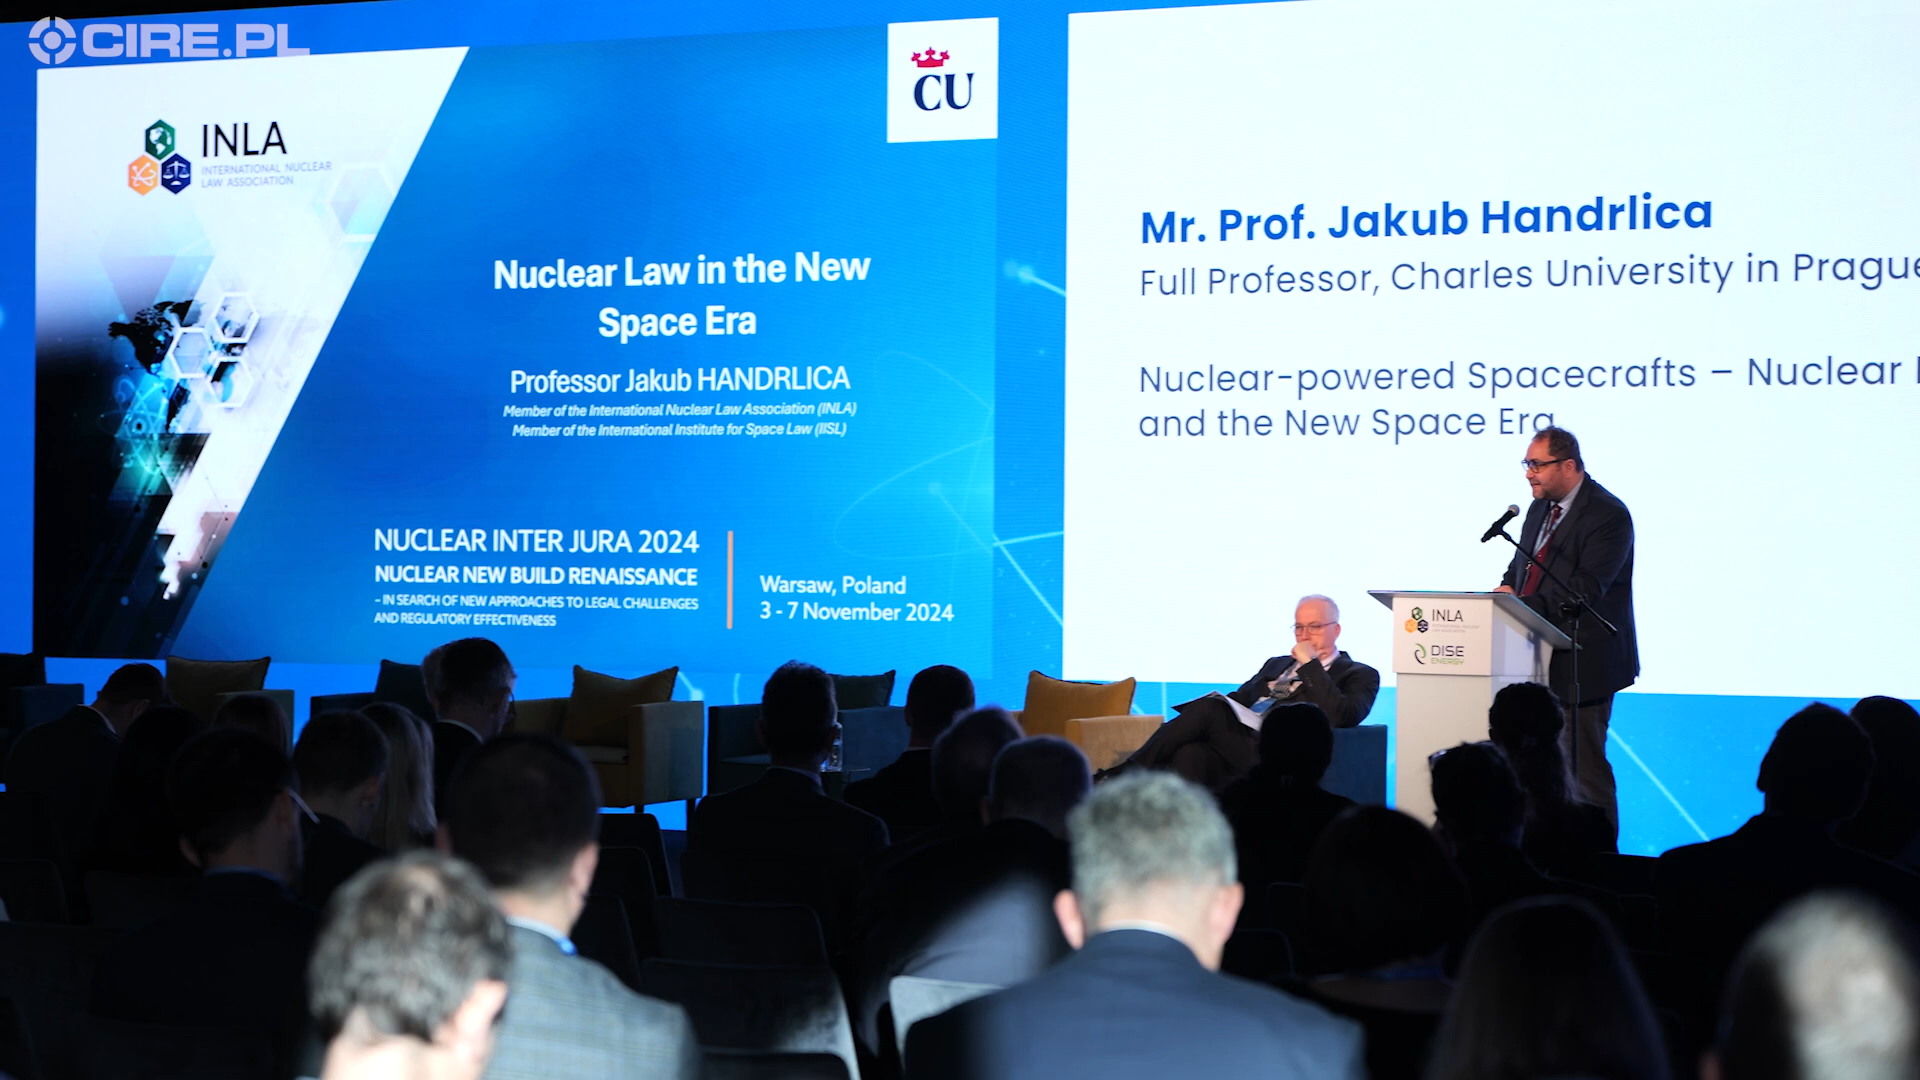 CIRE.PL
INLA
INTERNATIONAL NUCLEAR
LAW ASSOCIATION
CU
Nuclear Law in the New
Space Era
Professor Jakub HANDRLICA
Member of the International Nuclear Law Association (INLA)
Member of the International Institute for Space Law (IISL)
NUCLEAR INTER JURA 2024
NUCLEAR NEW BUILD RENAISSANCE
- IN SEARCH OF NEW APPROACHES TO LEGAL CHALLENGES
AND REGULATORY EFFECTIVENESS
Warsaw, Poland
3 - 7 November 2024
Mr. Prof. Jakub Handrlica
Full Professor, Charles University in Prague
Nuclear-powered Spacecrafts – Nuclear
and the New Space Era
INLA
INTERNATIONAL NUCLEAR
LAW ASSOCIATION
DISE
ENERGY